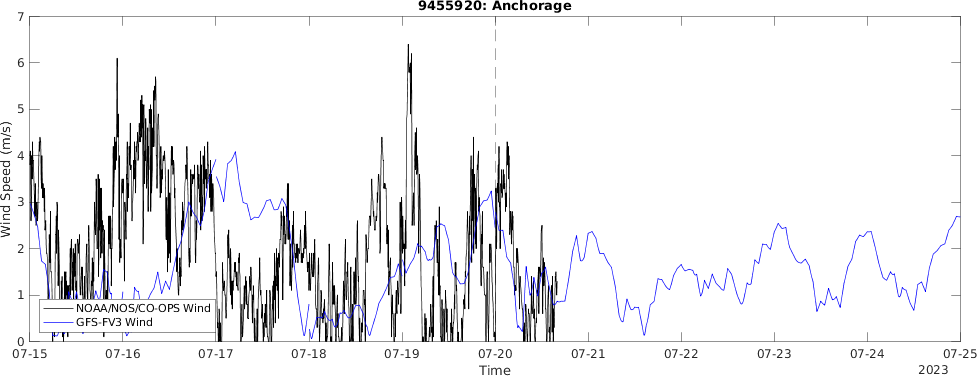 9455920: Anchorage
7
6
5
4
3
2
1
0
Wind Speed (m/s)
NOAA/NOS/CO-OPS Wind
GFS-FV3 Wind
07-15 07-16 07-17 07-18 07-19 07-20 07-21 07-22 07-23 07-24 07-25
Time
2023